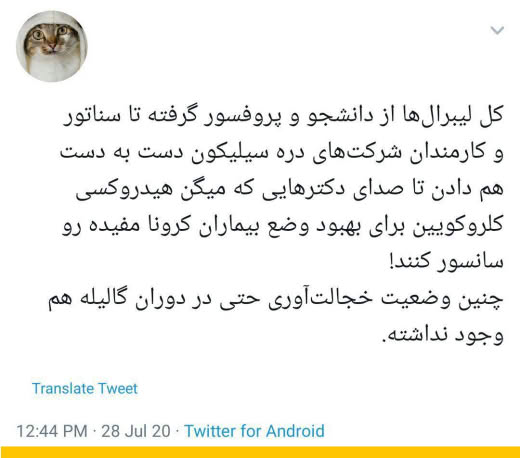 کل لیبرال‌ها از دانشجو و پروفسور گرفته تا سناتور
و کارمندان شرکت‌های دره سیلیکون دست به دست
هم دادن تا صدای دکترهایی که میگن هیدروکسی
کلروکویین برای بهبود وضع بیماران کرونا مفیده رو
سانسور کنند!
چنین وضعیت خجالت‌آوری حتی در دوران گالیله هم
وجود نداشته.
Translate Tweet
12:44 PM · 28 Jul 20 · Twitter for Android